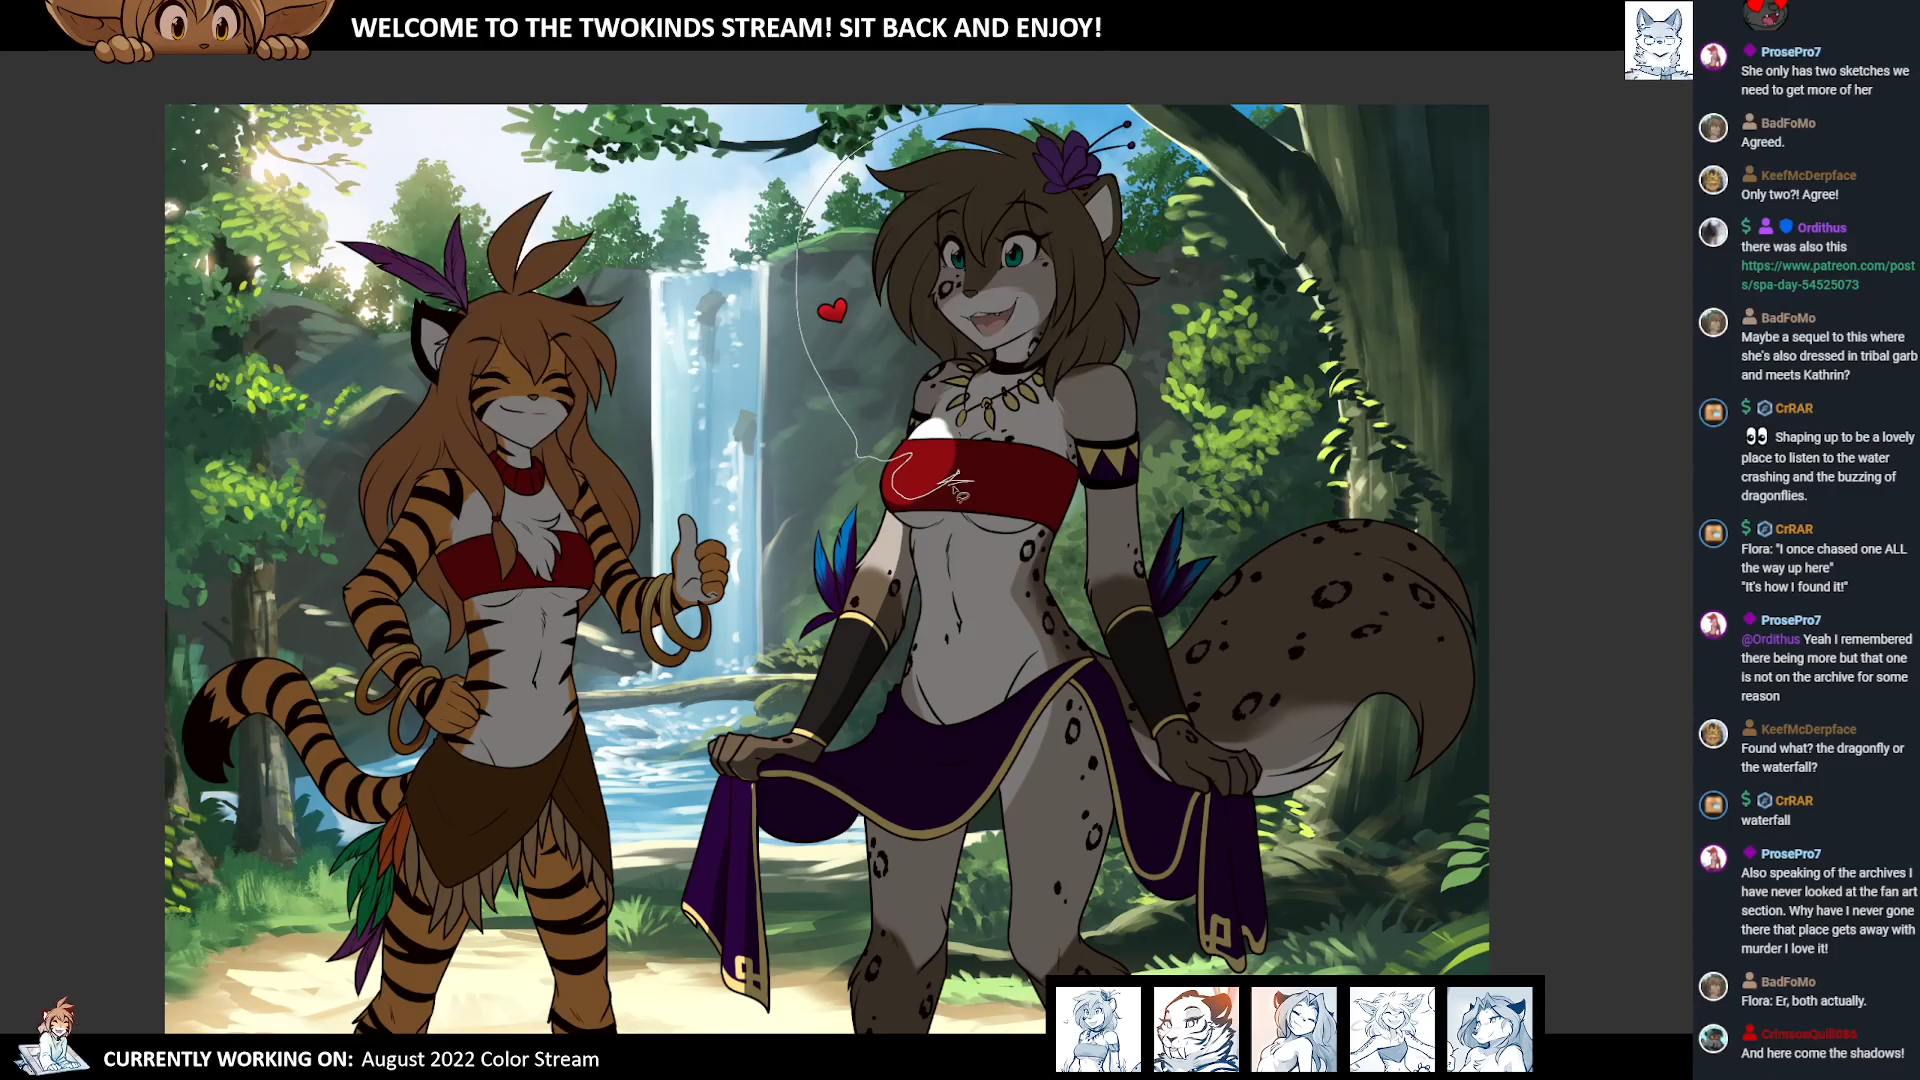 WELCOME TO THE TWOKINDS STREAM! SIT BACK AND ENJOY!
ProsePro7
She only has two sketches we
need to get more of her
BadFoMo
Agreed.
KeefMcDerpface
Only two?! Agree!
Ordithus
there was also this
https://www.patreon.com/post
s/spa-day-54525073
BadFoMo
Maybe a sequel to this where
she's also dressed in tribal garb
and meets Kathrin?
CrRAR
Shaping up to be a lovely
place to listen to the water
crashing and the buzzing of
dragonflies.
CrRAR
Flora: "I once chased one ALL
the way up here"
"It's how I found it!"
ProsePro7
@Ordithus Yeah I remembered
there being more but that one
is not on the archive for some
reason
KeefMcDerpface
Found what? the dragonfly or
the waterfall?
CrRAR
waterfall
ProsePro7
Also speaking of the archives I
have never looked at the fan art
section. Why have I never gone
there that place gets away with
murder I love it!
BadFoMo
Flora: Er, both actually.
CrimsonQuill686
And here come the shadows!
CURRENTLY WORKING ON: August 2022 Color Stream